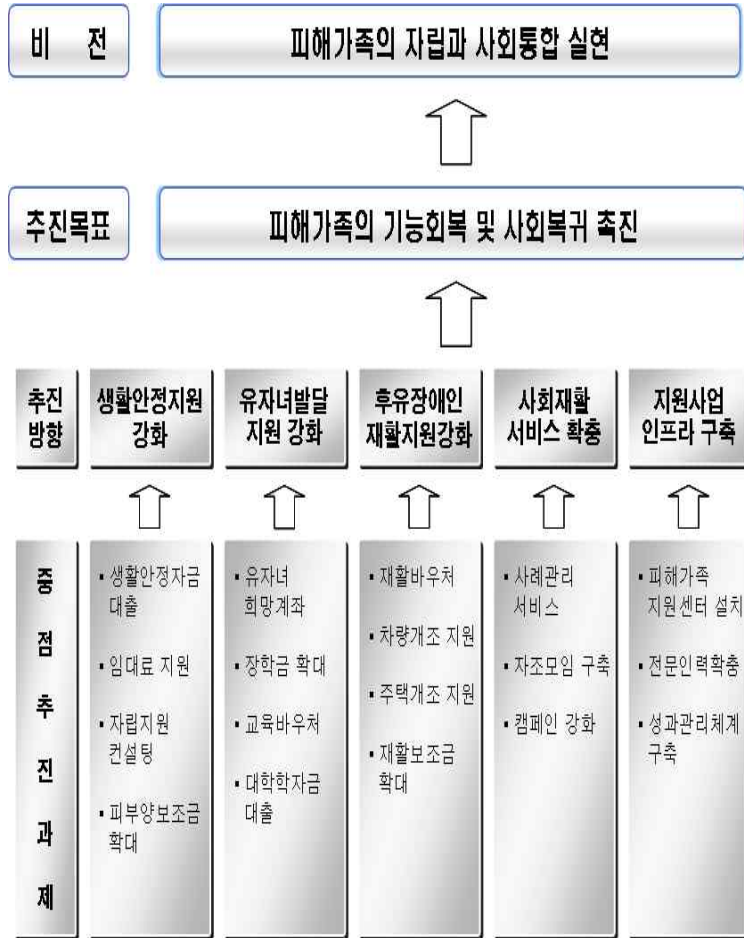 비 전
피해가족의 자립과 사회통합 실현
추진목표
피해가족의 기능회복 및 사회복귀 촉진
추진
방향
생활안정지원
강화
유자녀발달
지원 강화
후유장애인
재활지원강화
사회재활
서비스 확충
지원사업
인프라 구축
중
점
추
진
과
제
▪ 생활안정자금
대출
▪ 임대료 지원
▪ 자립지원
컨설팅
▪ 피부양보조금
확대
▪ 유자녀
희망계좌
▪ 장학금 확대
▪ 교육바우처
▪ 대학학자금
대출
▪ 재활바우처
▪ 차량개조 지원
▪ 주택개조 지원
▪ 재활보조금
확대
▪ 사례관리
서비스
▪ 자조모임 구축
▪ 캠페인 강화
▪ 피해가족
지원센터 설치
▪ 전문인력확충
▪ 성과관리체계
구축